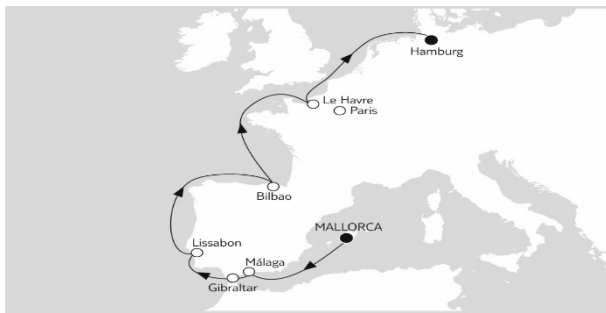 Hamburg
Le Havre
Paris
Bilbao
MALLORCA
Lissabon
Málaga
Gibraltar